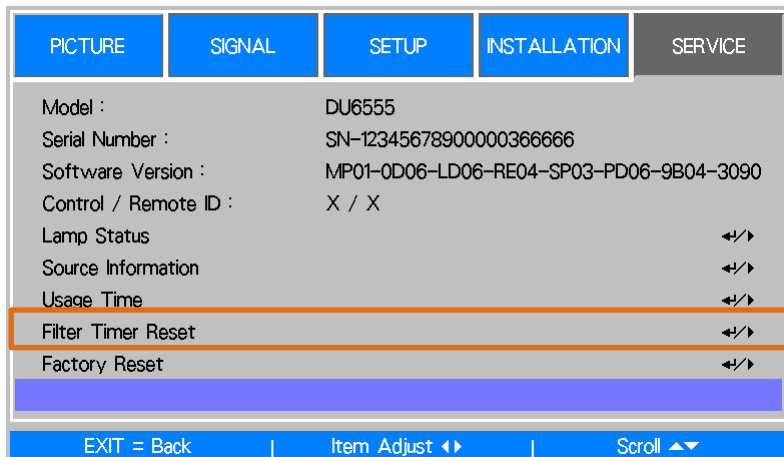 PICTURE SIGNAL SETUP INSTALLATION SERVICE
Model : DU6555
Serial Number : SN-12345678900000366666
Software Version : MP01-0D06-LD06-RE04-SP03-PD06-9B04-3090
Control / Remote ID : X / X
Lamp Status ↵/▶
Source Information ↵/▶
Usage Time ↵/▶
Filter Timer Reset ↵/▶
Factory Reset ↵/▶
EXIT = Back | Item Adjust ◀▶ | Scroll ▲▼